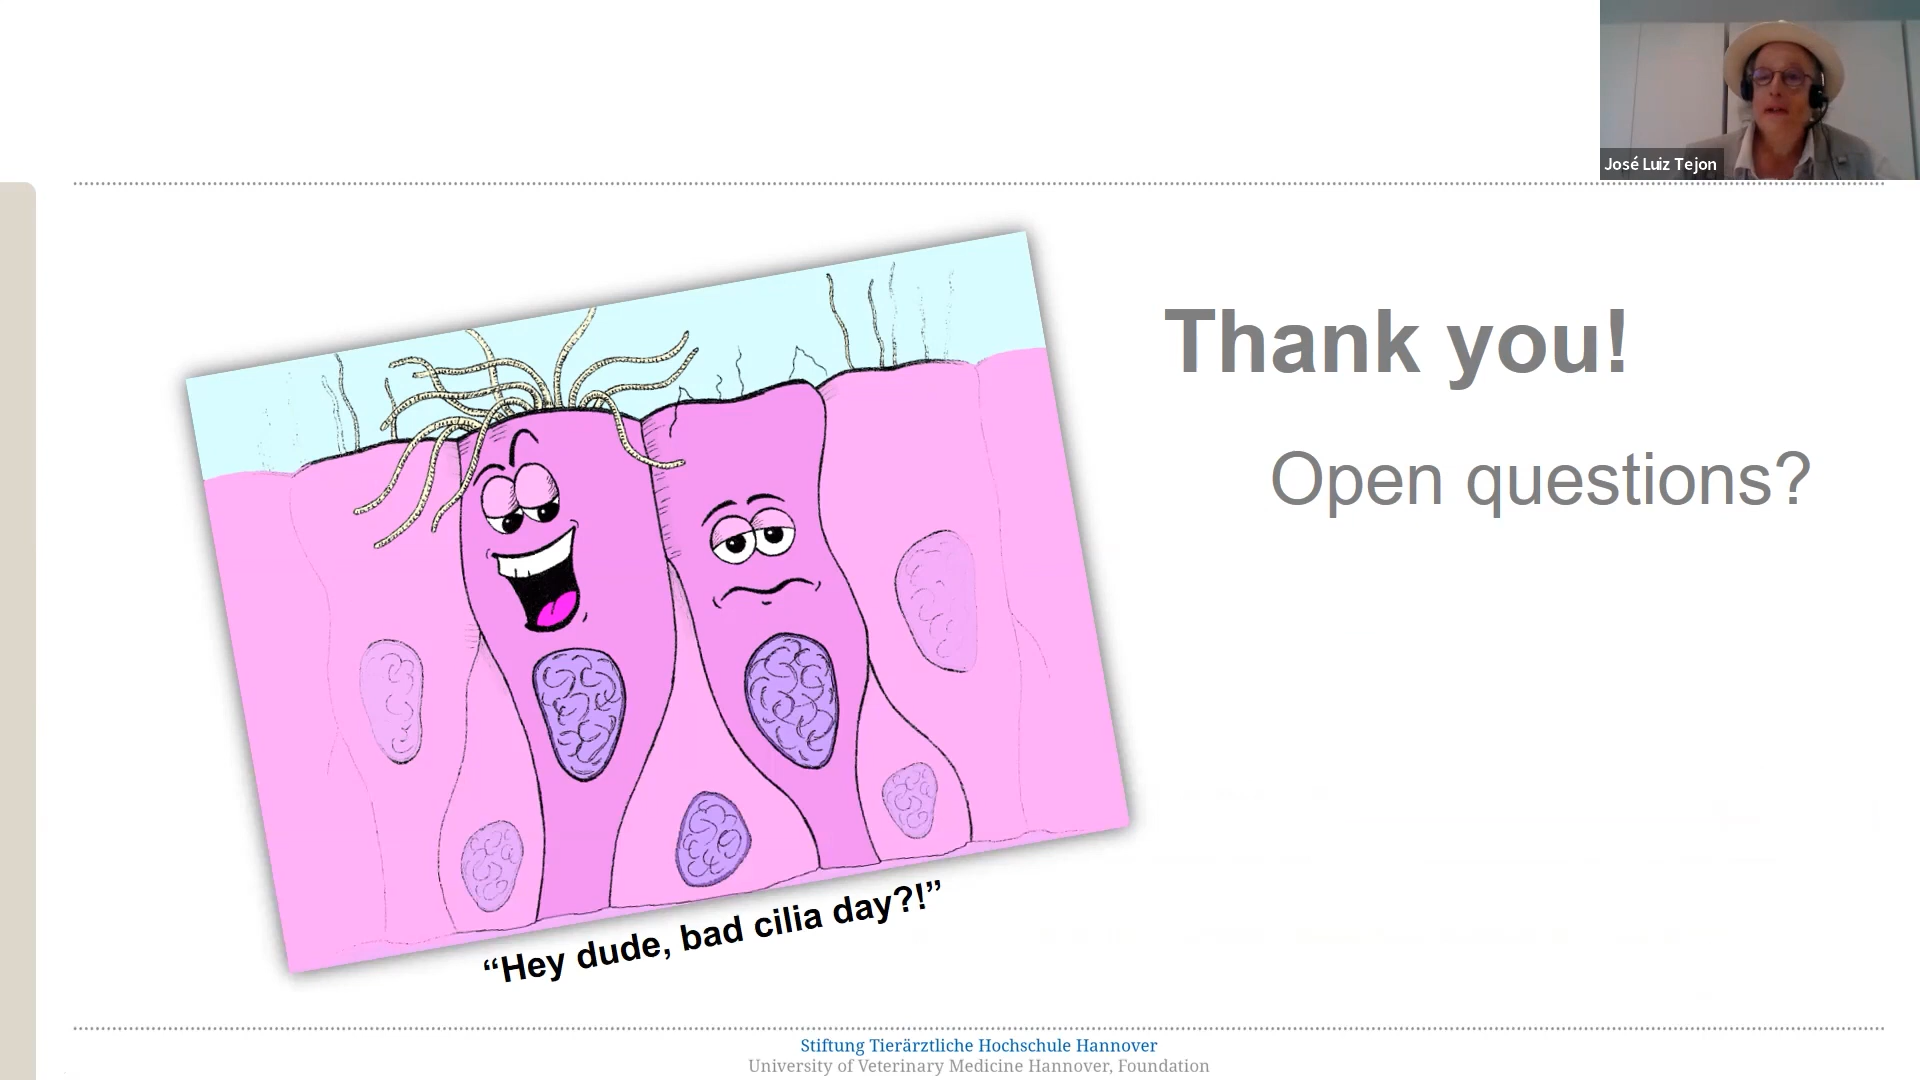 José Luiz Tejon
Thank you!
Open questions?
“Hey dude, bad cilia day?!”
Stiftung Tierärztliche Hochschule Hannover
University of Veterinary Medicine Hannover, Foundation